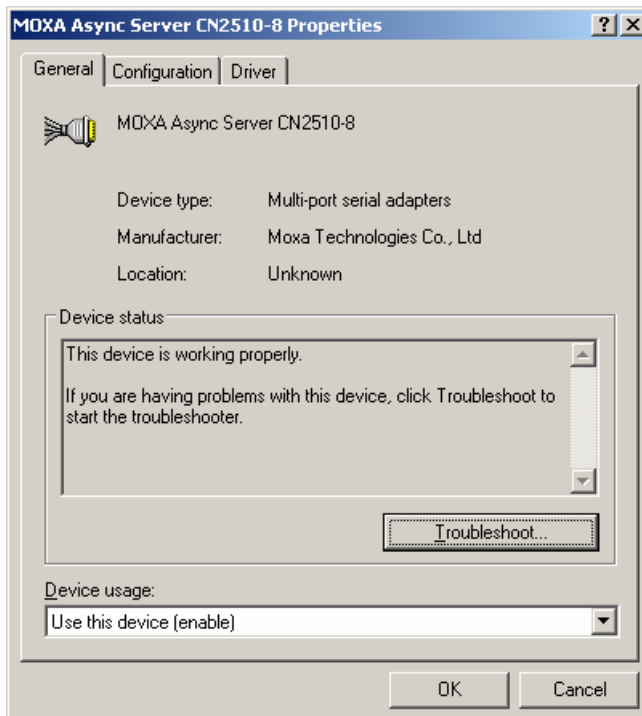 MOXA Async Server CN2510-8 Properties
General Configuration Driver
MOXA Async Server CN2510-8
Device type: Multi-port serial adapters
Manufacturer: Moxa Technologies Co., Ltd
Location: Unknown
Device status
This device is working properly.
If you are having problems with this device, click Troubleshoot to
start the troubleshooter.
Troubleshoot...
Device usage:
Use this device (enable)
OK Cancel